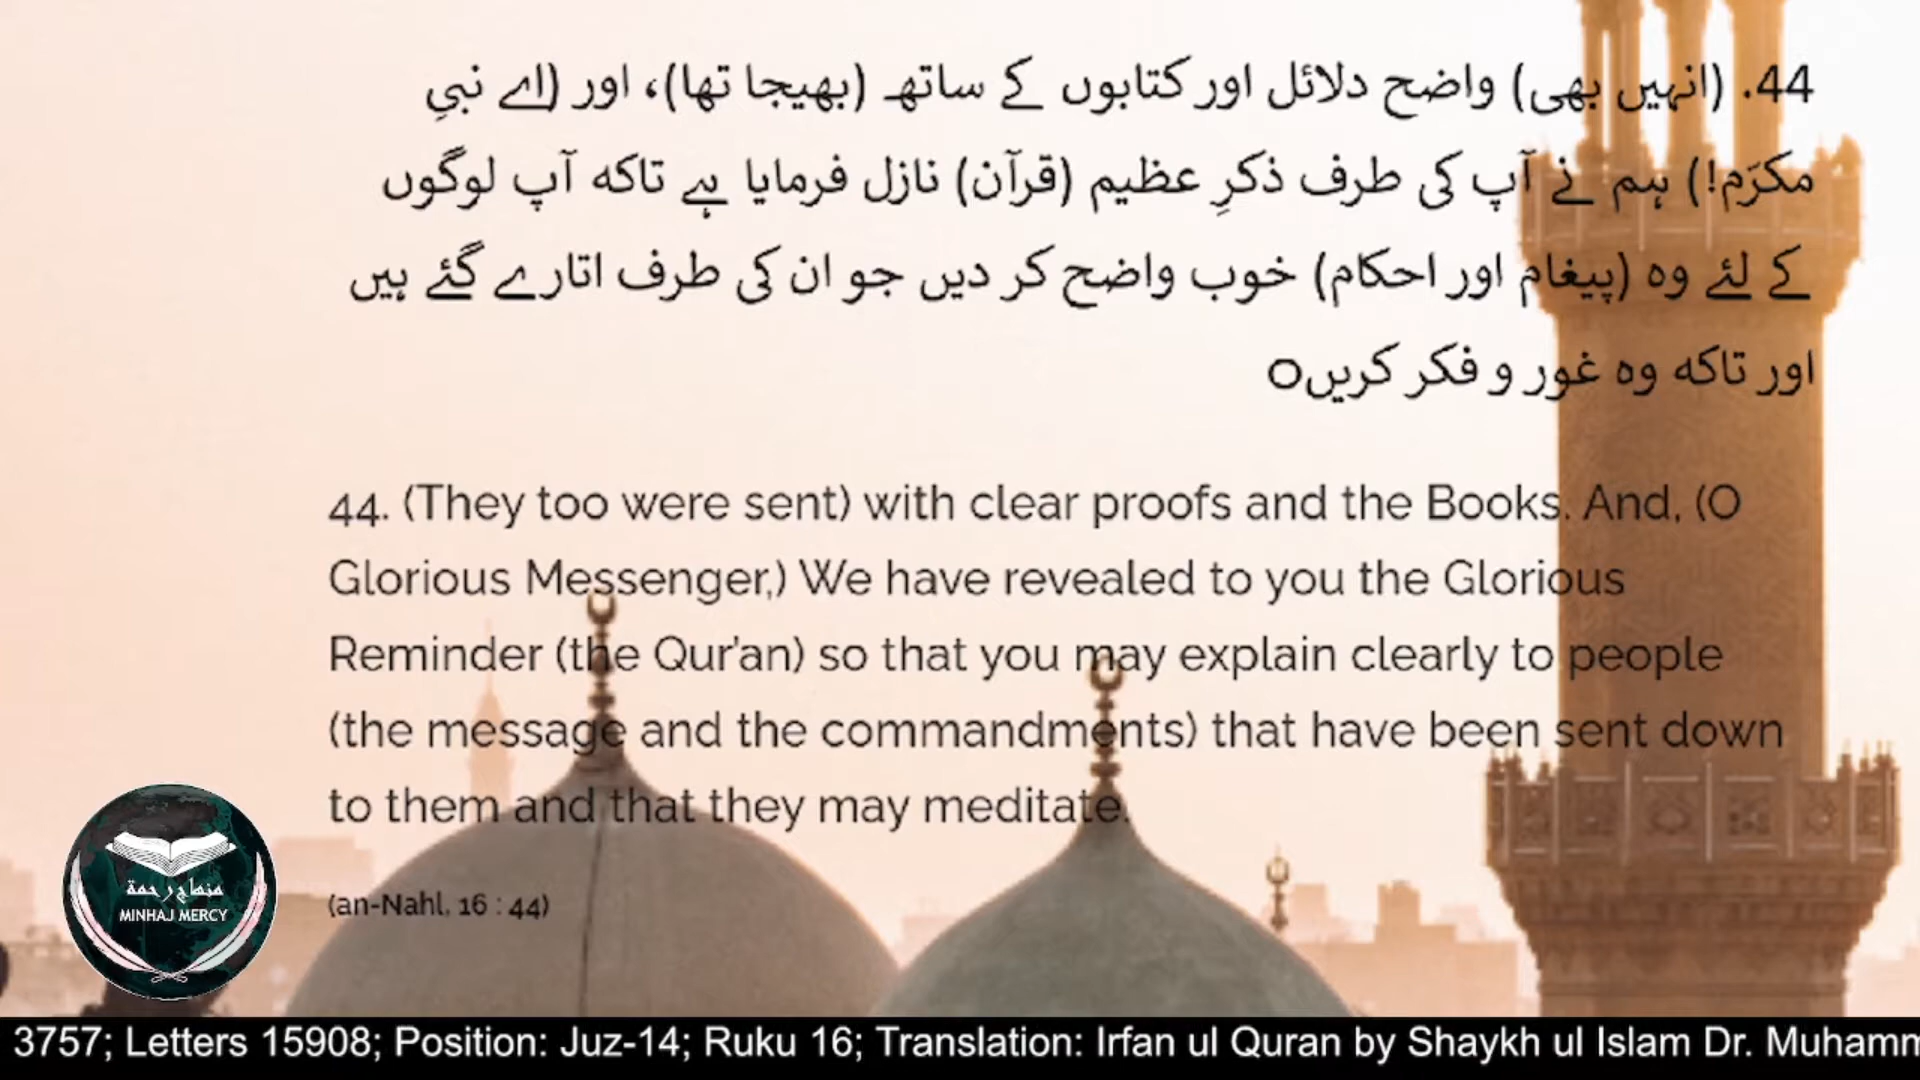 44. (انہیں بھی) واضح دلائل اور کتابوں کے ساتھ (بھیجا تھا)، اور (اے نبیِ
مکرّم!) ہم نے آپ کی طرف ذکرِ عظیم (قرآن) نازل فرمایا ہے تاکہ آپ لوگوں
کے لئے وہ (پیغام اور احکام) خوب واضح کر دیں جو ان کی طرف اتارے گئے ہیں
اور تاکہ وہ غور و فکر کریںo
44. (They too were sent) with clear proofs and the Books. And, (O
Glorious Messenger,) We have revealed to you the Glorious
Reminder (the Qur'an) so that you may explain clearly to people
(the message and the commandments) that have been sent down
to them and that they may meditate.
(an-Nahl, 16 : 44)
منهاج رحمة
MINHAJ MERCY
3757; Letters 15908; Position: Juz-14; Ruku 16; Translation: Irfan ul Quran by Shaykh ul Islam Dr. Muhamm